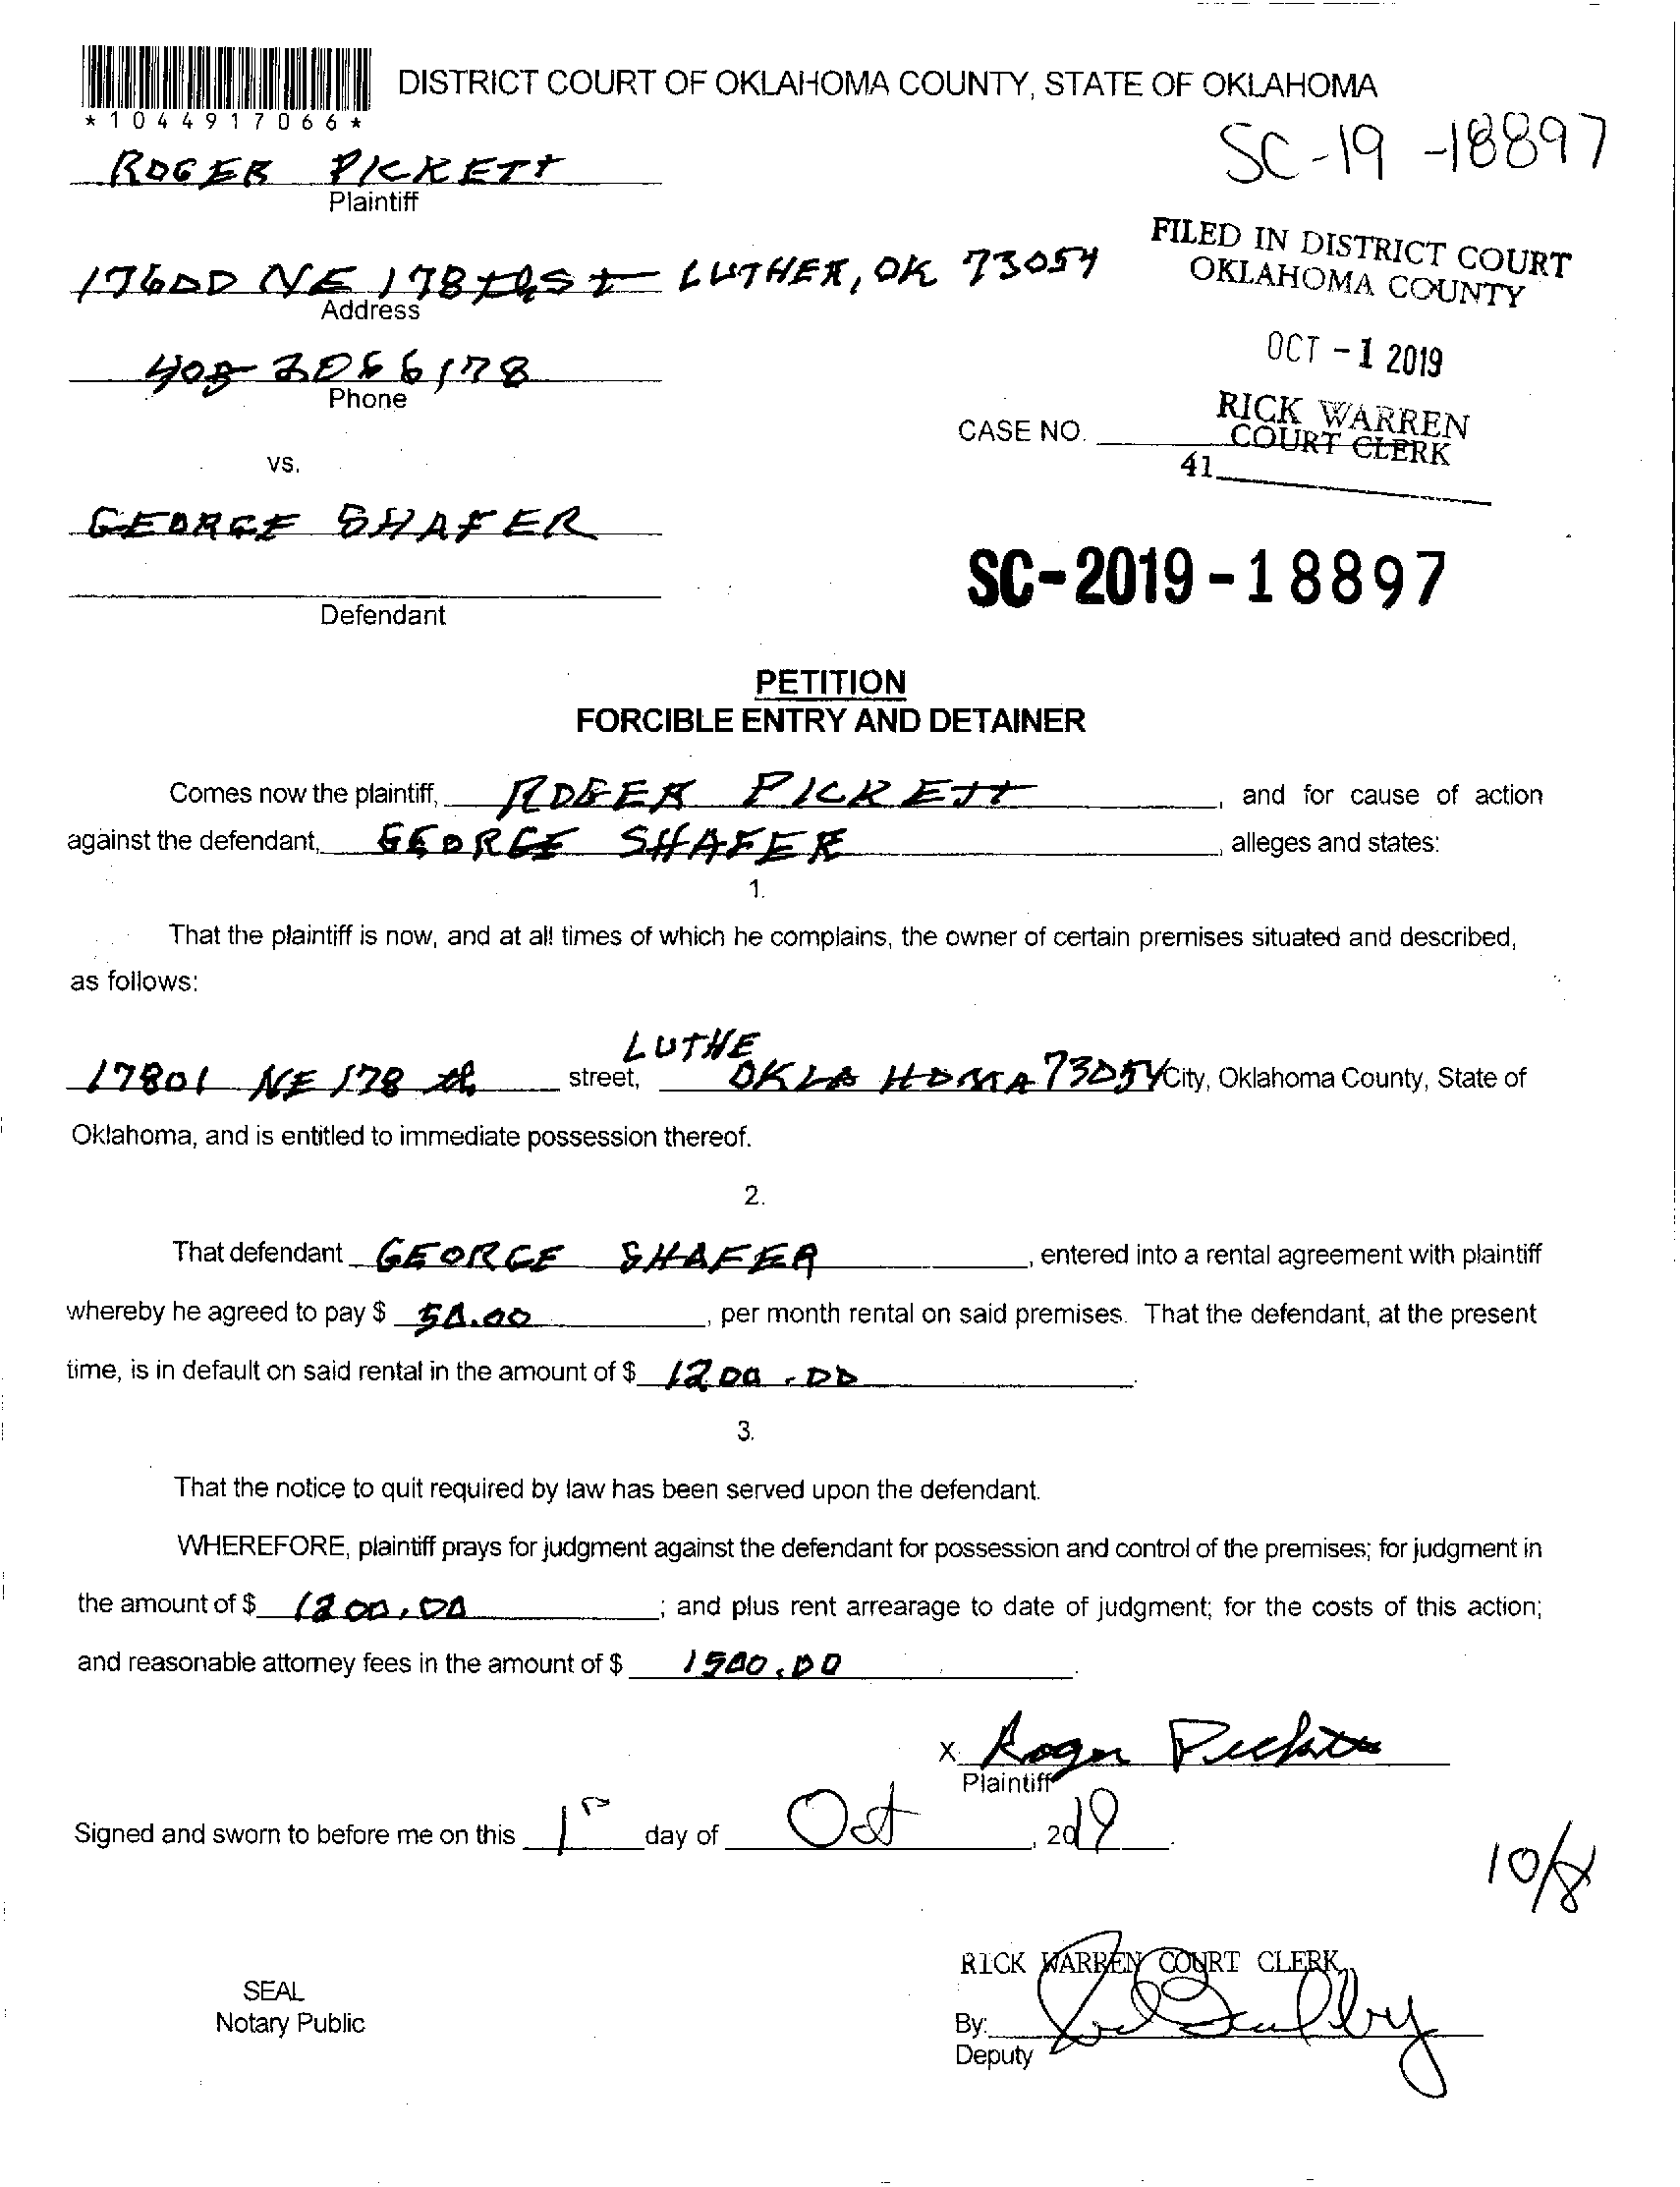 DISTRICT COURT OF OKLAHOMA COUNTY, STATE OF OKLAHOMA
*1044917066*
SC-19-18897
ROGER PICKETT
Plaintiff
FILED IN DISTRICT COURT
OKLAHOMA COUNTY
17600 NE 178th St LUTHER, OK 73054
Address
OCT -1 2019
Phone
RICK WARREN
COURT CLERK
CASE NO.
41
vs.
GEORGE SHAFER
SC-2019-18897
Defendant
PETITION
FORCIBLE ENTRY AND DETAINER
Comes now the plaintiff, ROGER PICKETT, and for cause of action
against the defendant, GEORGE SHAFER, alleges and states:
1.
That the plaintiff is now, and at all times of which he complains, the owner of certain premises situated and described,
as follows:
LUTHE
17801 NE 178 th street, OKLAHOMA 73054 City, Oklahoma County, State of
Oklahoma, and is entitled to immediate possession thereof.
2.
That defendant GEORGE SHAFER, entered into a rental agreement with plaintiff
whereby he agreed to pay $ 50.00, per month rental on said premises. That the defendant, at the present
time, is in default on said rental in the amount of $ 1200.00.
3.
That the notice to quit required by law has been served upon the defendant.
WHEREFORE, plaintiff prays for judgment against the defendant for possession and control of the premises; for judgment in
the amount of $ 1200.00; and plus rent arrearage to date of judgment; for the costs of this action;
and reasonable attorney fees in the amount of $ 1500.00.
x Roger Pickett
Plaintiff
Signed and sworn to before me on this 1st day of Oct, 2019.
10/8
RICK WARREN COURT CLERK
SEAL
Notary Public
By:
Deputy